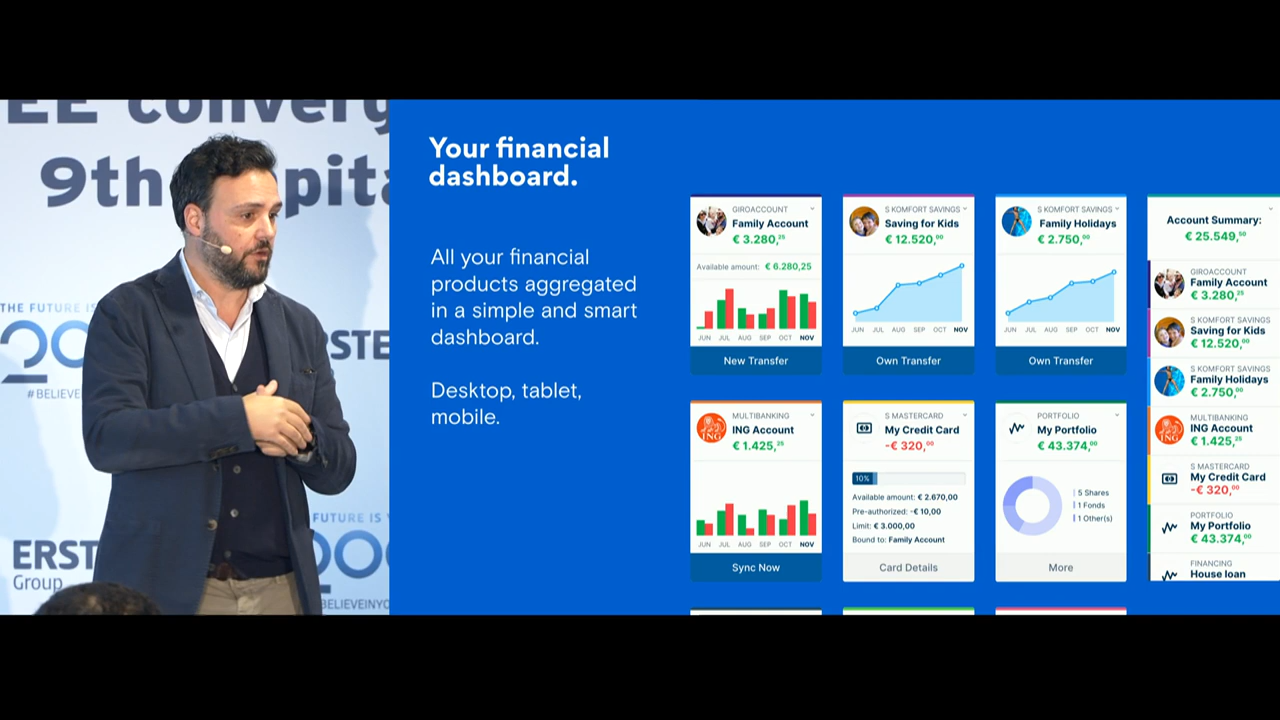 EE converg
9th pita
THE FUTURE IS
20
#BELIEVE
RSTE
FUTURE IS Y
200
BELIEVEINYO
ERST
Group
Your financial
dashboard.
All your financial
products aggregated
in a simple and smart
dashboard.
Desktop, tablet,
mobile.
GIROACCOUNT
Family Account
€ 3.280,25
Available amount: € 6.280,25
JUN JUL AUG SEP OCT NOV
New Transfer
S KOMFORT SAVINGS
Saving for Kids
€ 12.520,00
JUN JUL AUG SEP OCT NOV
Own Transfer
S KOMFORT SAVINGS
Family Holidays
€ 2.750,00
JUN JUL AUG SEP OCT NOV
Own Transfer
MULTIBANKING
ING
ING Account
€ 1.425,25
JUN JUL AUG SEP OCT NOV
Sync Now
S MASTERCARD
My Credit Card
-€ 320,00
10%
Available amount: € 2.670,00
Pre-authorized: -€ 10,00
Limit: € 3.000,00
Bound to: Family Account
Card Details
PORTFOLIO
My Portfolio
€ 43.374,00
5 Shares
1 Fonds
1 Other(s)
More
Account Summary:
€ 25.549,50
GIROACCOUNT
Family Account
€ 3.280,25
S KOMFORT SAVINGS
Saving for Kids
€ 12.520,00
S KOMFORT SAVINGS
Family Holidays
€ 2.750,00
MULTIBANKING
ING
ING Account
€ 1.425,25
S MASTERCARD
My Credit Card
-€ 320,00
PORTFOLIO
My Portfolio
€ 43.374,00
FINANCING
House loan